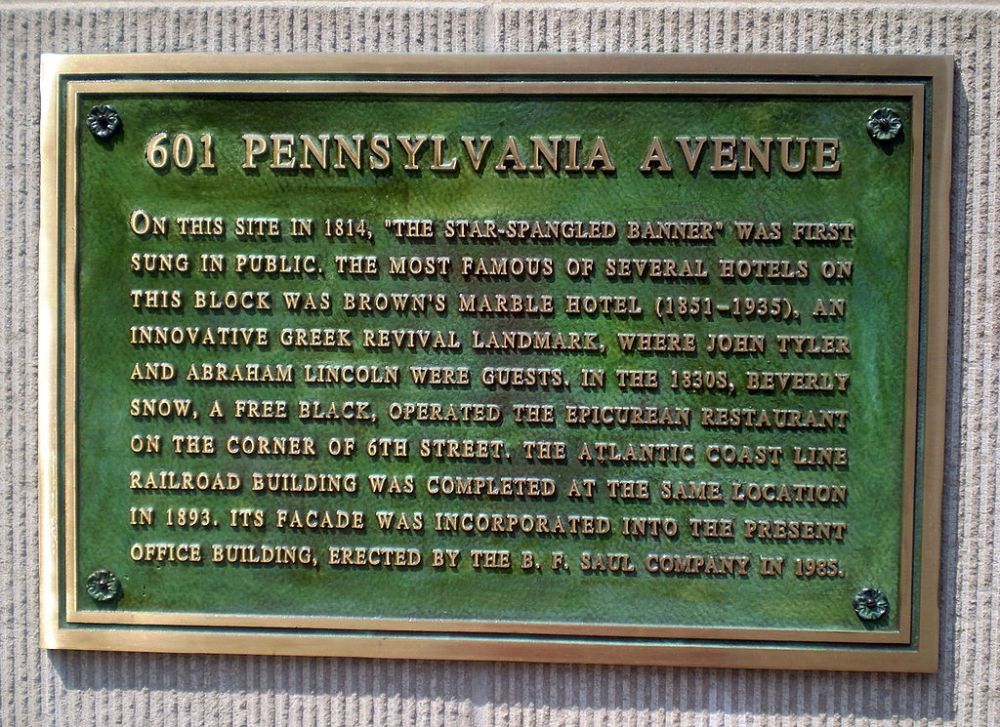 601 PENNSYLVANIA AVENUE
ON THIS SITE IN 1814, "THE STAR-SPANGLED BANNER" WAS FIRST
SUNG IN PUBLIC. THE MOST FAMOUS OF SEVERAL HOTELS ON
THIS BLOCK WAS BROWN'S MARBLE HOTEL (1851-1935), AN
INNOVATIVE GREEK REVIVAL LANDMARK, WHERE JOHN TYLER
AND ABRAHAM LINCOLN WERE GUESTS. IN THE 1830S, BEVERLY
SNOW, A FREE BLACK, OPERATED THE EPICUREAN RESTAURANT
ON THE CORNER OF 6TH STREET. THE ATLANTIC COAST LINE
RAILROAD BUILDING WAS COMPLETED AT THE SAME LOCATION
IN 1893. ITS FACADE WAS INCORPORATED INTO THE PRESENT
OFFICE BUILDING, ERECTED BY THE B. F. SAUL COMPANY IN 1985.